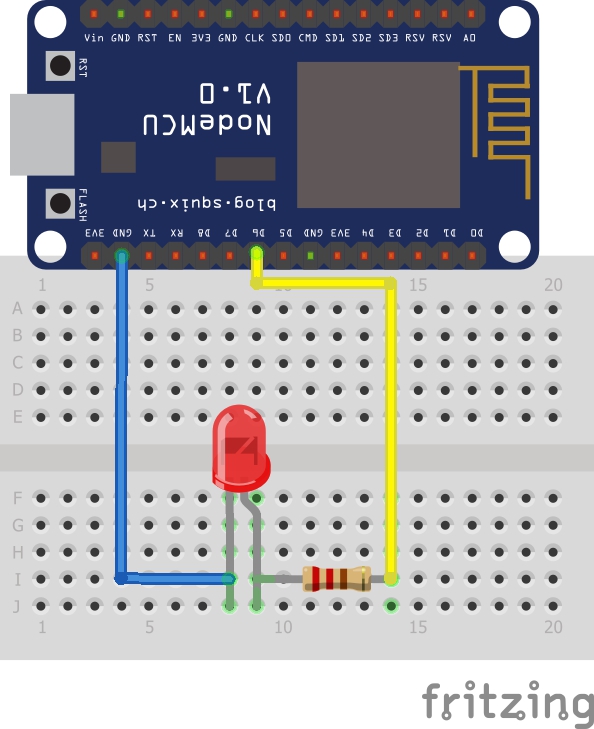 Vin GND RST EN 3V3 GND CLK SD0 CMD SD1 SD2 SD3 RSV RSV A0
RST
NodeMCU
V1.0
FLASH
blog.squix.ch
3V3 GND TX RX D8 D7 D6 D5 GND 3V3 D4 D3 D2 D1 D0
1 5 10 15 20
A
B
C
D
E
F
G
H
I
J
1 5 10 15 20
fritzing